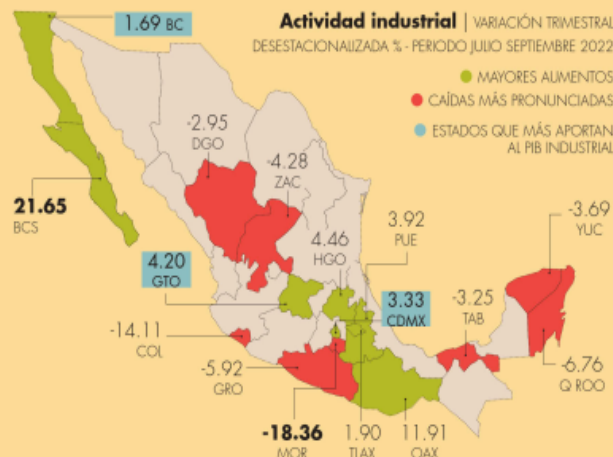 Actividad industrial | VARIACIÓN TRIMESTRAL
DESESTACIONALIZADA % - PERIODO JULIO SEPTIEMBRE 2022
MAYORES AUMENTOS
CAÍDAS MÁS PRONUNCIADAS
ESTADOS QUE MÁS APORTAN
AL PIB INDUSTRIAL
1.69 BC
-2.95
DGO
-4.28
ZAC
21.65
BCS
4.20
GTO
4.46
HGO
3.92
PUE
3.33
CDMX
-3.69
YUC
-3.25
TAB
-14.11
COL
-5.92
GRO
-6.76
Q ROO
-18.36
MOR
1.90
TLAX
11.91
OAX